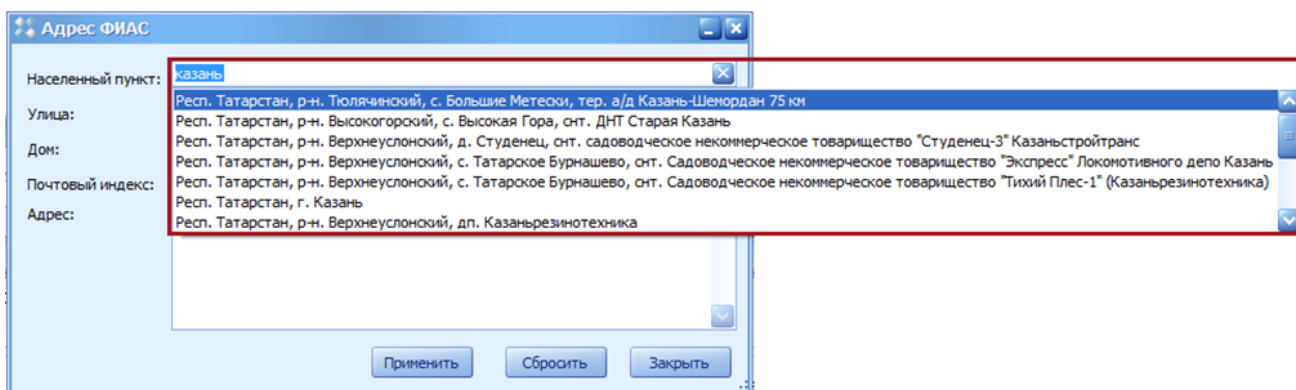 Адрес ФИАС
Населенный пункт: казань
Респ. Татарстан, р-н. Тюлячинский, с. Большие Метески, тер. а/д Казань-Шемордан 75 км
Улица:
Респ. Татарстан, р-н. Высокогорский, с. Высокая Гора, снт. ДНТ Старая Казань
Дом:
Респ. Татарстан, р-н. Верхнеуслонский, д. Студенец, снт. садоводческое некоммерческое товарищество "Студенец-3" Казаньстройтранс
Респ. Татарстан, р-н. Верхнеуслонский, с. Татарское Бурнашево, снт. Садоводческое некоммерческое товарищество "Экспресс" Локомотивного депо Казань
Почтовый индекс:
Респ. Татарстан, р-н. Верхнеуслонский, с. Татарское Бурнашево, снт. Садоводческое некоммерческое товарищество "Тихий Плес-1" (Казаньрезинотехника)
Респ. Татарстан, г. Казань
Адрес:
Респ. Татарстан, р-н. Верхнеуслонский, дп. Казаньрезинотехника
Применить Сбросить Закрыть